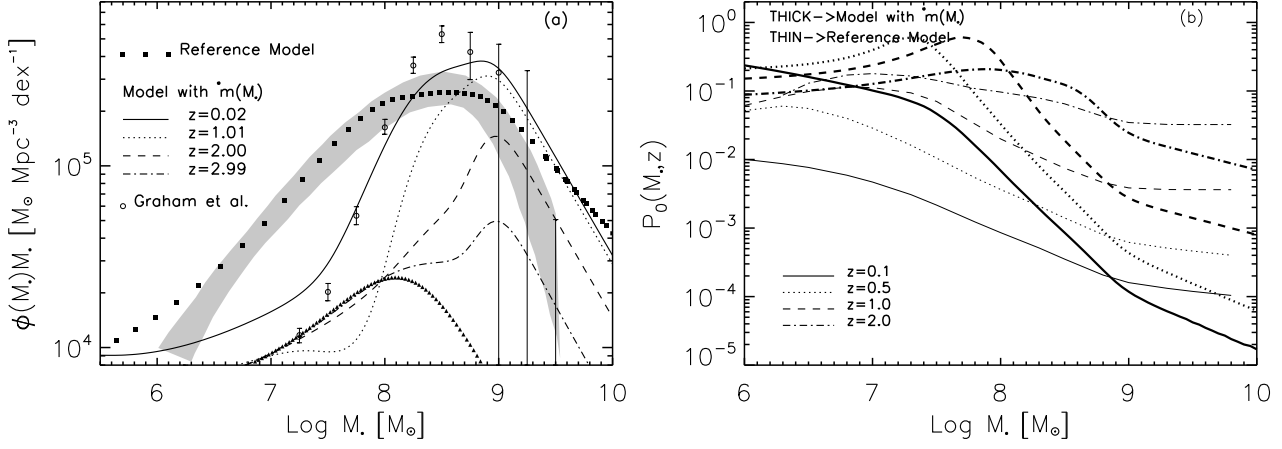 (a)
Reference Model
Model with ṁ(M•)
z=0.02
z=1.01
z=2.00
z=2.99
Graham et al.
10⁵
10⁴
ϕ(M•)M• [M⊙ Mpc⁻³ dex⁻¹]
6 7 8 9 10
Log M• [M⊙]
(b)
THICK->Model with ṁ(M•)
THIN->Reference Model
10⁰
10⁻¹
10⁻²
10⁻³
10⁻⁴
10⁻⁵
P₀(M•,z)
z=0.1
z=0.5
z=1.0
z=2.0
6 7 8 9 10
Log M• [M⊙]